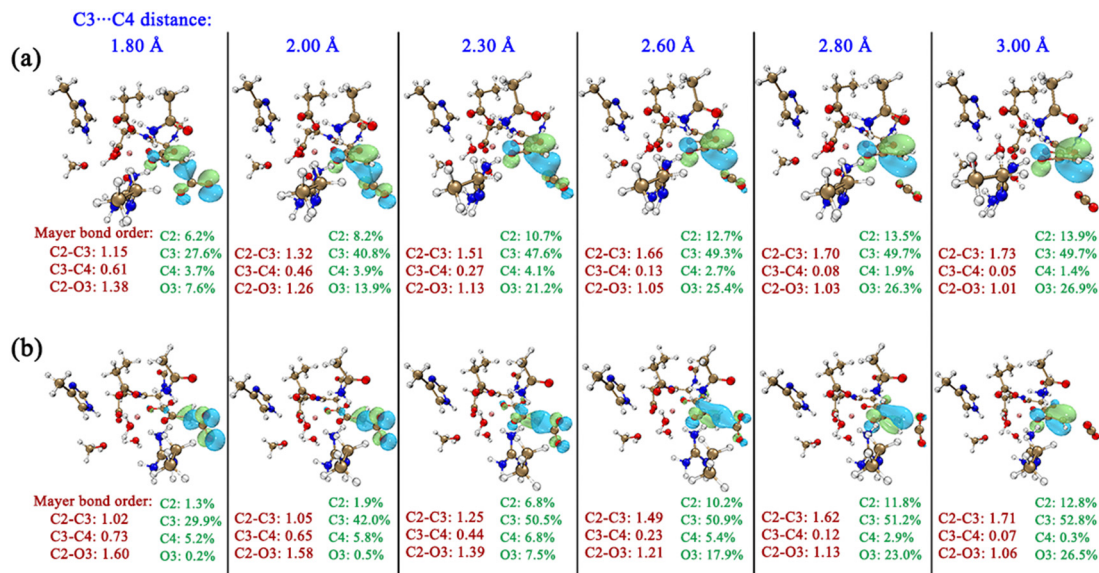 C3···C4 distance:
1.80 Å 2.00 Å 2.30 Å 2.60 Å 2.80 Å 3.00 Å
(a)
Mayer bond order:
C2–C3: 1.15
C3–C4: 0.61
C2–O3: 1.38
C2: 6.2%
C3: 27.6%
C4: 3.7%
O3: 7.6%
C2–C3: 1.32
C3–C4: 0.46
C2–O3: 1.26
C2: 8.2%
C3: 40.8%
C4: 3.9%
O3: 13.9%
C2–C3: 1.51
C3–C4: 0.27
C2–O3: 1.13
C2: 10.7%
C3: 47.6%
C4: 4.1%
O3: 21.2%
C2–C3: 1.66
C3–C4: 0.13
C2–O3: 1.05
C2: 12.7%
C3: 49.3%
C4: 2.7%
O3: 25.4%
C2–C3: 1.70
C3–C4: 0.08
C2–O3: 1.03
C2: 13.5%
C3: 49.7%
C4: 1.9%
O3: 26.3%
C2–C3: 1.73
C3–C4: 0.05
C2–O3: 1.01
C2: 13.9%
C3: 49.7%
C4: 1.4%
O3: 26.9%
(b)
Mayer bond order:
C2–C3: 1.02
C3–C4: 0.73
C2–O3: 1.60
C2: 1.3%
C3: 29.9%
C4: 5.2%
O3: 0.2%
C2–C3: 1.05
C3–C4: 0.65
C2–O3: 1.58
C2: 1.9%
C3: 42.0%
C4: 5.8%
O3: 0.5%
C2–C3: 1.25
C3–C4: 0.44
C2–O3: 1.39
C2: 6.8%
C3: 50.5%
C4: 6.8%
O3: 7.5%
C2–C3: 1.49
C3–C4: 0.23
C2–O3: 1.21
C2: 10.2%
C3: 50.9%
C4: 5.4%
O3: 17.9%
C2–C3: 1.62
C3–C4: 0.12
C2–O3: 1.13
C2: 11.8%
C3: 51.2%
C4: 2.9%
O3: 23.0%
C2–C3: 1.71
C3–C4: 0.07
C2–O3: 1.06
C2: 12.8%
C3: 52.8%
C4: 0.3%
O3: 26.5%